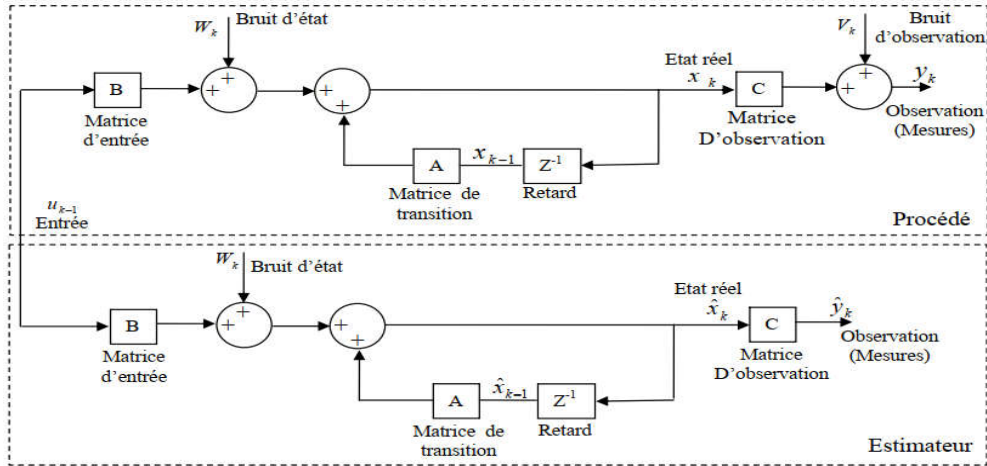 W_k Bruit d'état
V_k Bruit
d'observation
Etat réel
x_k
y_k
B
+
+
+
+
C
+
+
Matrice
d'entrée
Matrice
D'observation
Observation
(Mesures)
A
x_{k-1}
Z⁻¹
Matrice de
transition
Retard
u_{k-1}
Entrée
Procédé
W_k Bruit d'état
Etat réel
x̂_k
ŷ_k
B
+
+
+
+
C
Matrice
d'entrée
Matrice
D'observation
Observation
(Mesures)
A
x̂_{k-1}
Z⁻¹
Matrice de
transition
Retard
Estimateur